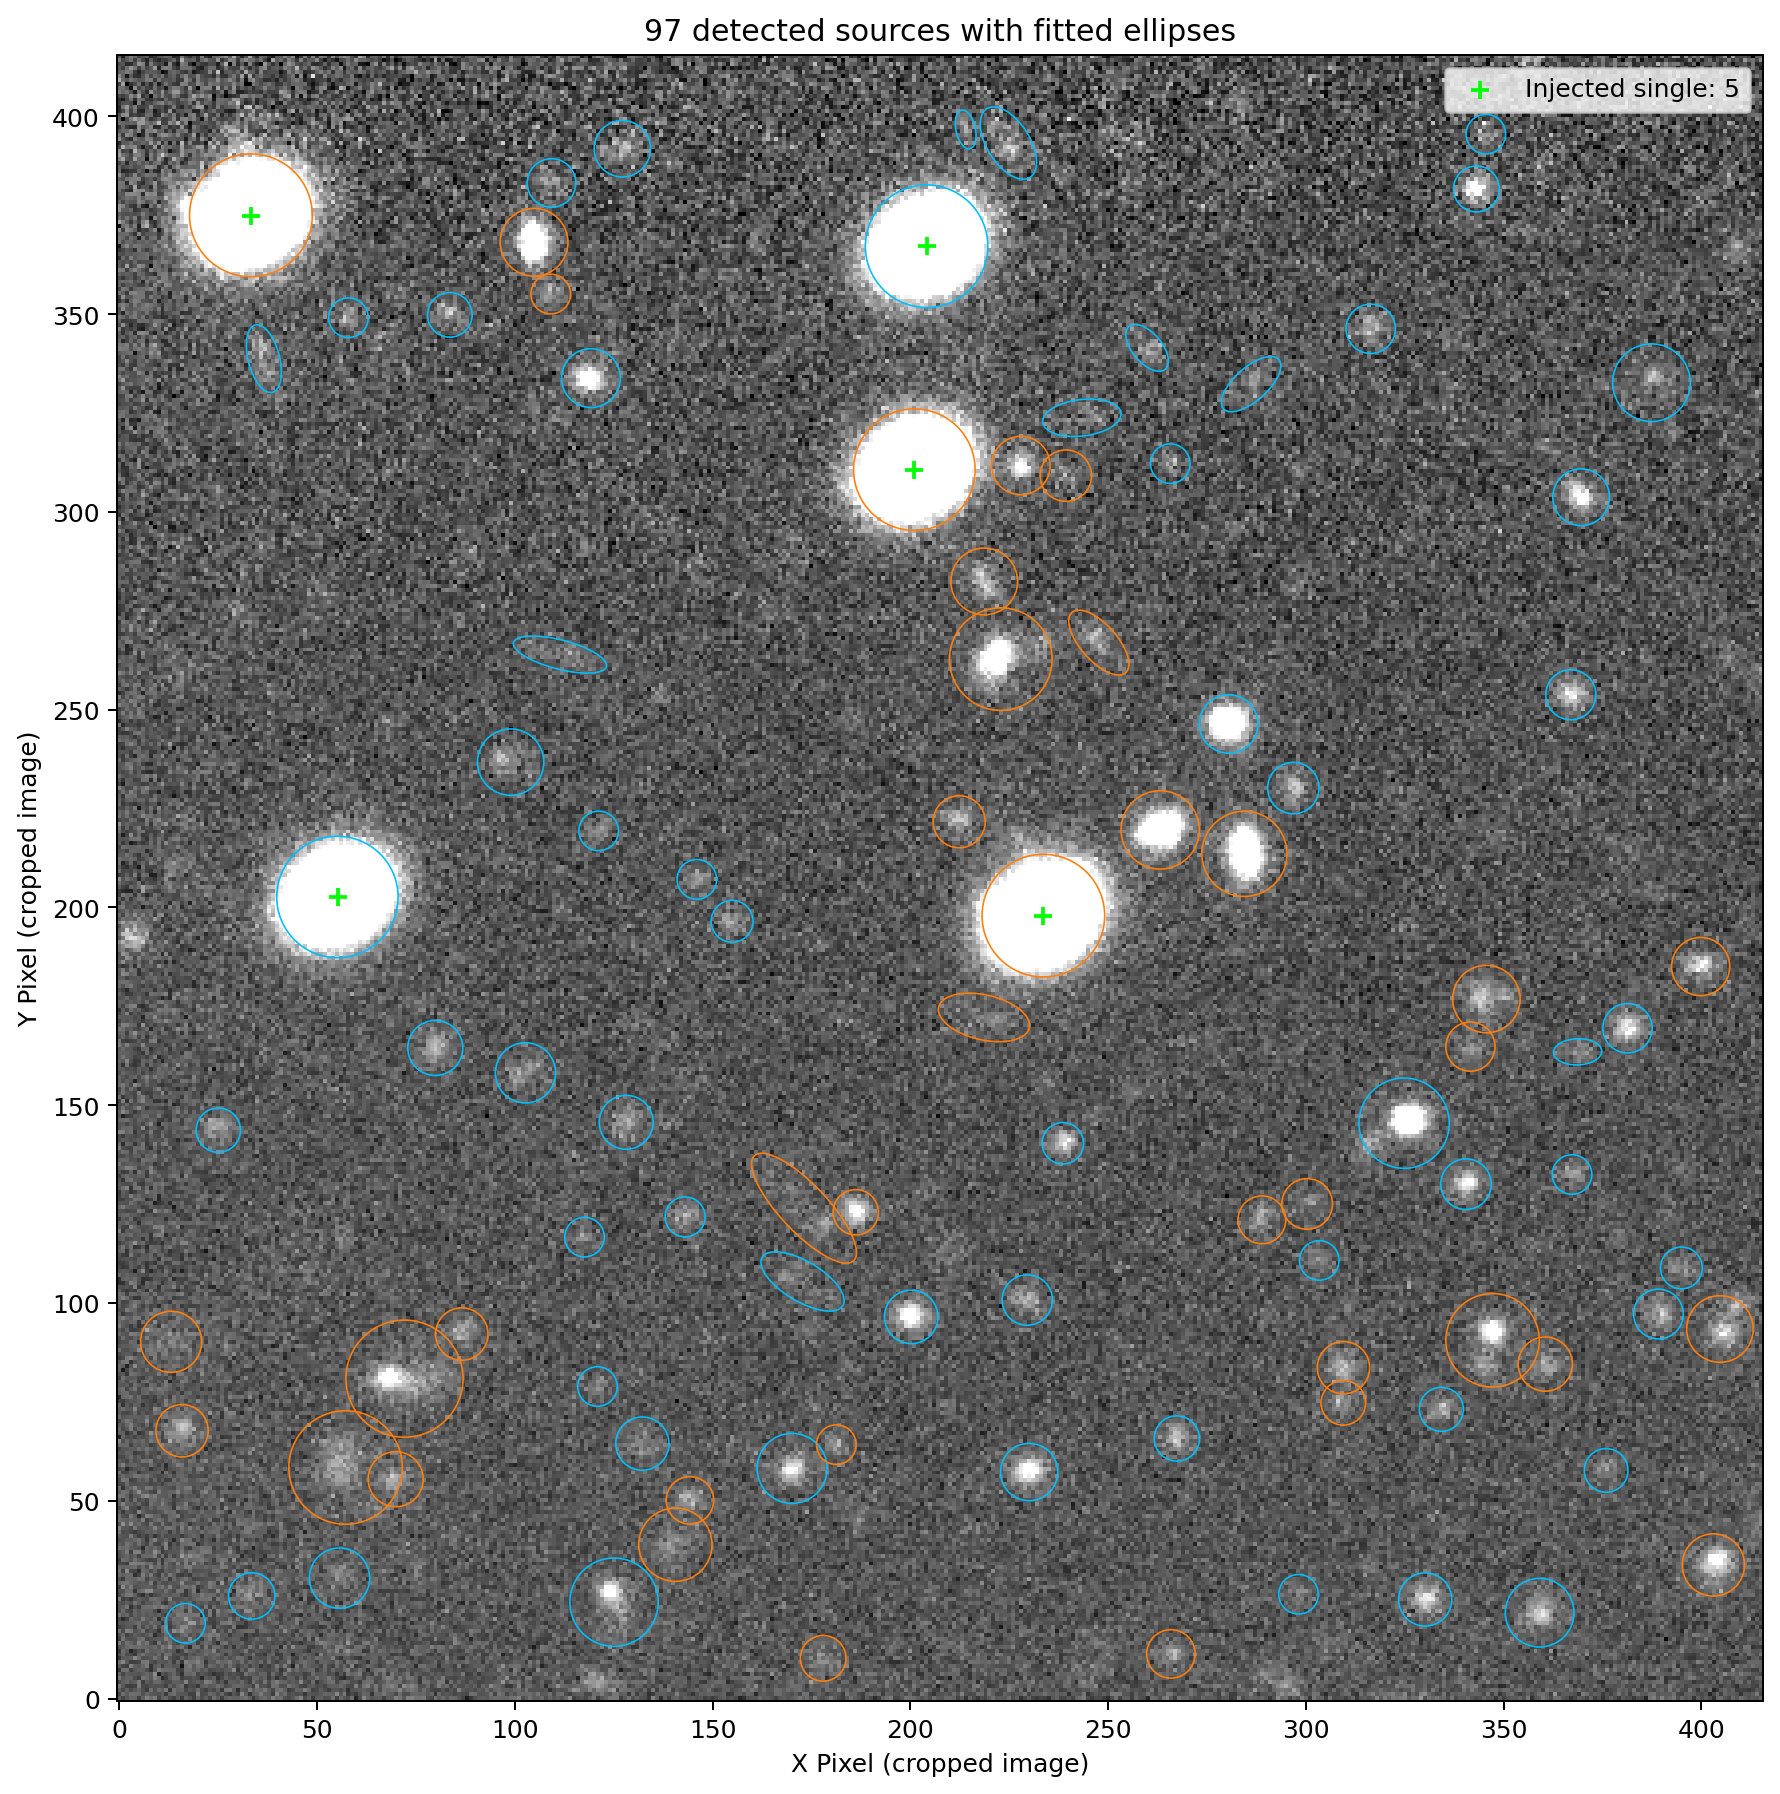 97 detected sources with fitted ellipses
Injected single: 5
400
350
300
250
200
150
100
50
0
Y Pixel (cropped image)
0 50 100 150 200 250 300 350 400
X Pixel (cropped image)